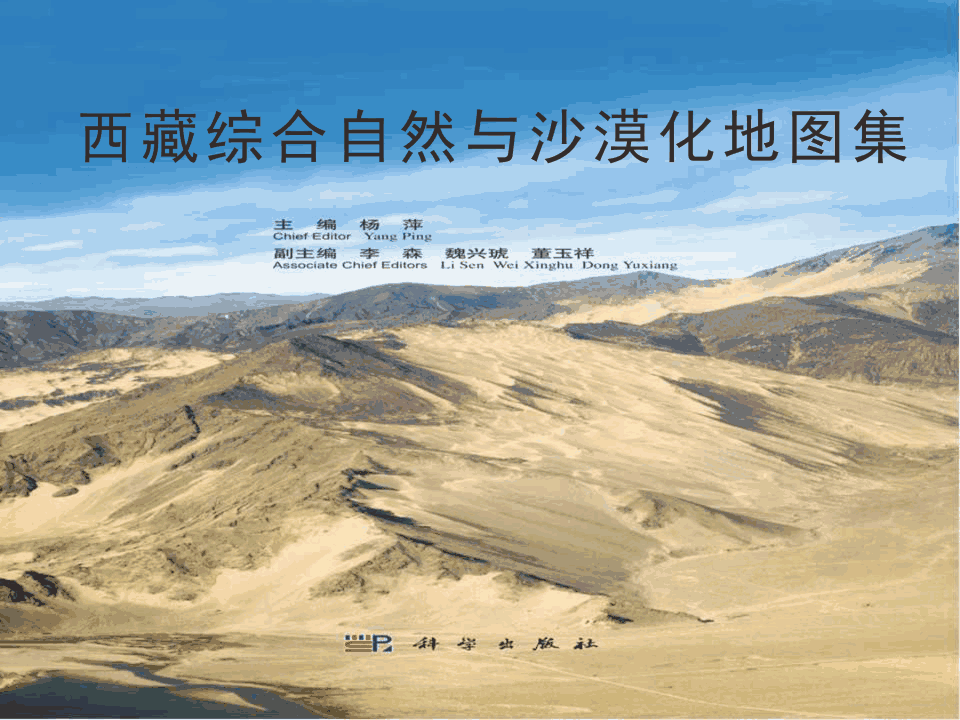 西藏综合自然与沙漠化地图集
主 编 杨 萍
Chief Editor Yang Ping
副主编 李 森 魏兴琥 董玉祥
Associate Chief Editors Li Sen Wei Xinghu Dong Yuxiang
科学出版社